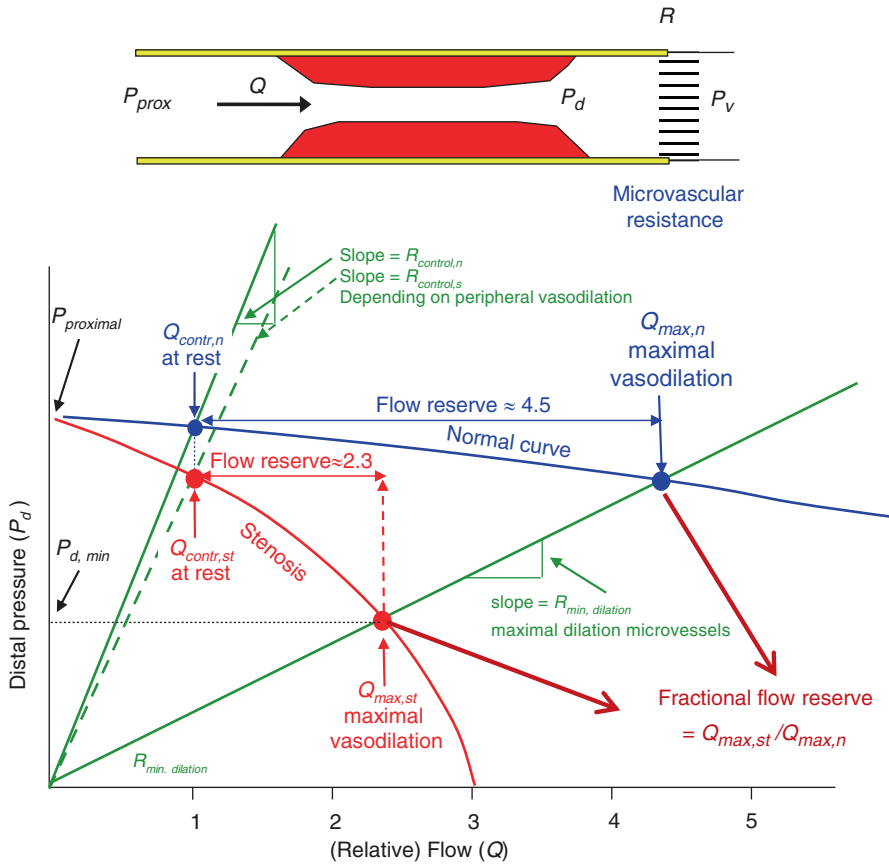 R
P_prox
Q
P_d
P_v
Microvascular
resistance
Slope = R_control,n
Slope = R_control,s
Depending on peripheral vasodilation
P_proximal
Q_contr,n
at rest
Q_max,n
maximal
vasodilation
Flow reserve ≈ 4.5
Normal curve
Flow reserve≈2.3
Distal pressure (P_d)
P_d, min
Q_contr,st
at rest
Stenosis
slope = R_min, dilation
maximal dilation microvessels
Q_max,st
maximal
vasodilation
Fractional flow reserve
= Q_max,st/Q_max,n
R_min. dilation
1
2
3
4
5
(Relative) Flow (Q)